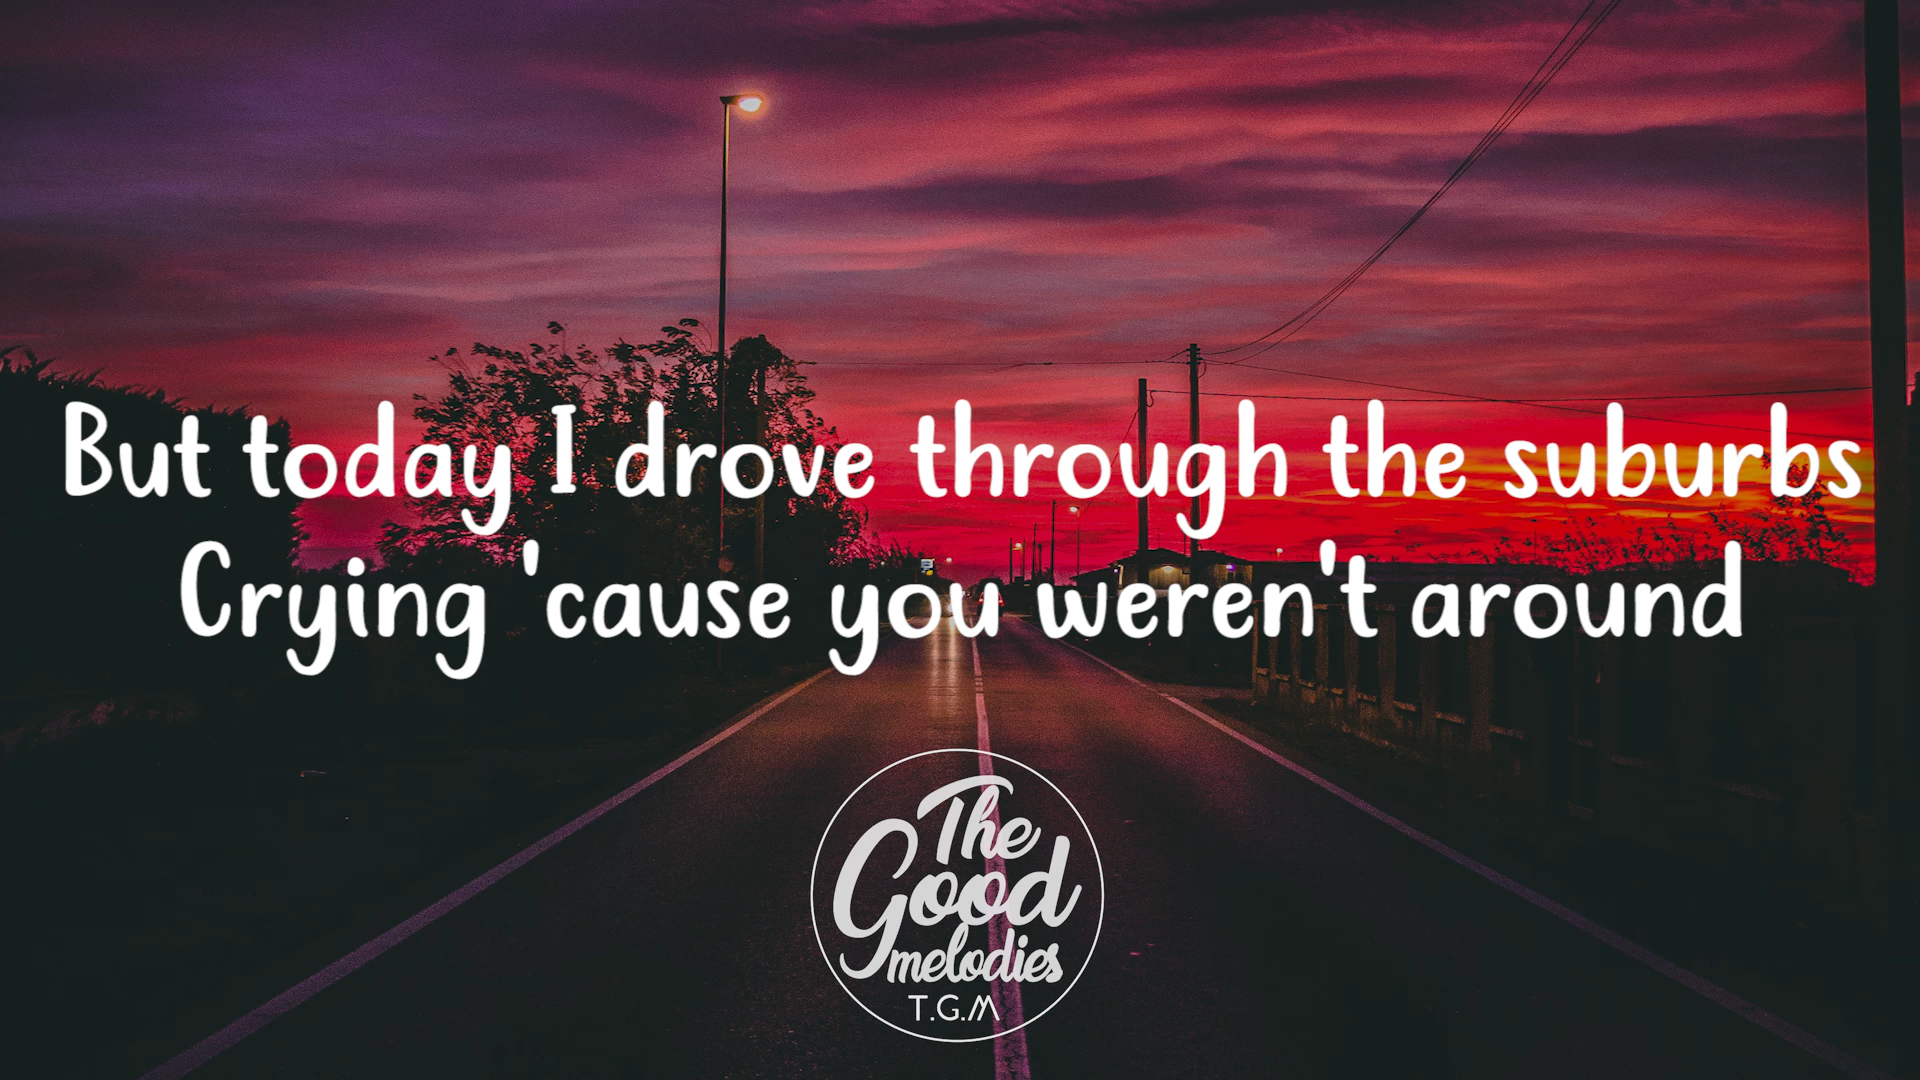 But today I drove through the suburbs
Crying 'cause you weren't around
The
Good
melodies
T.G.M